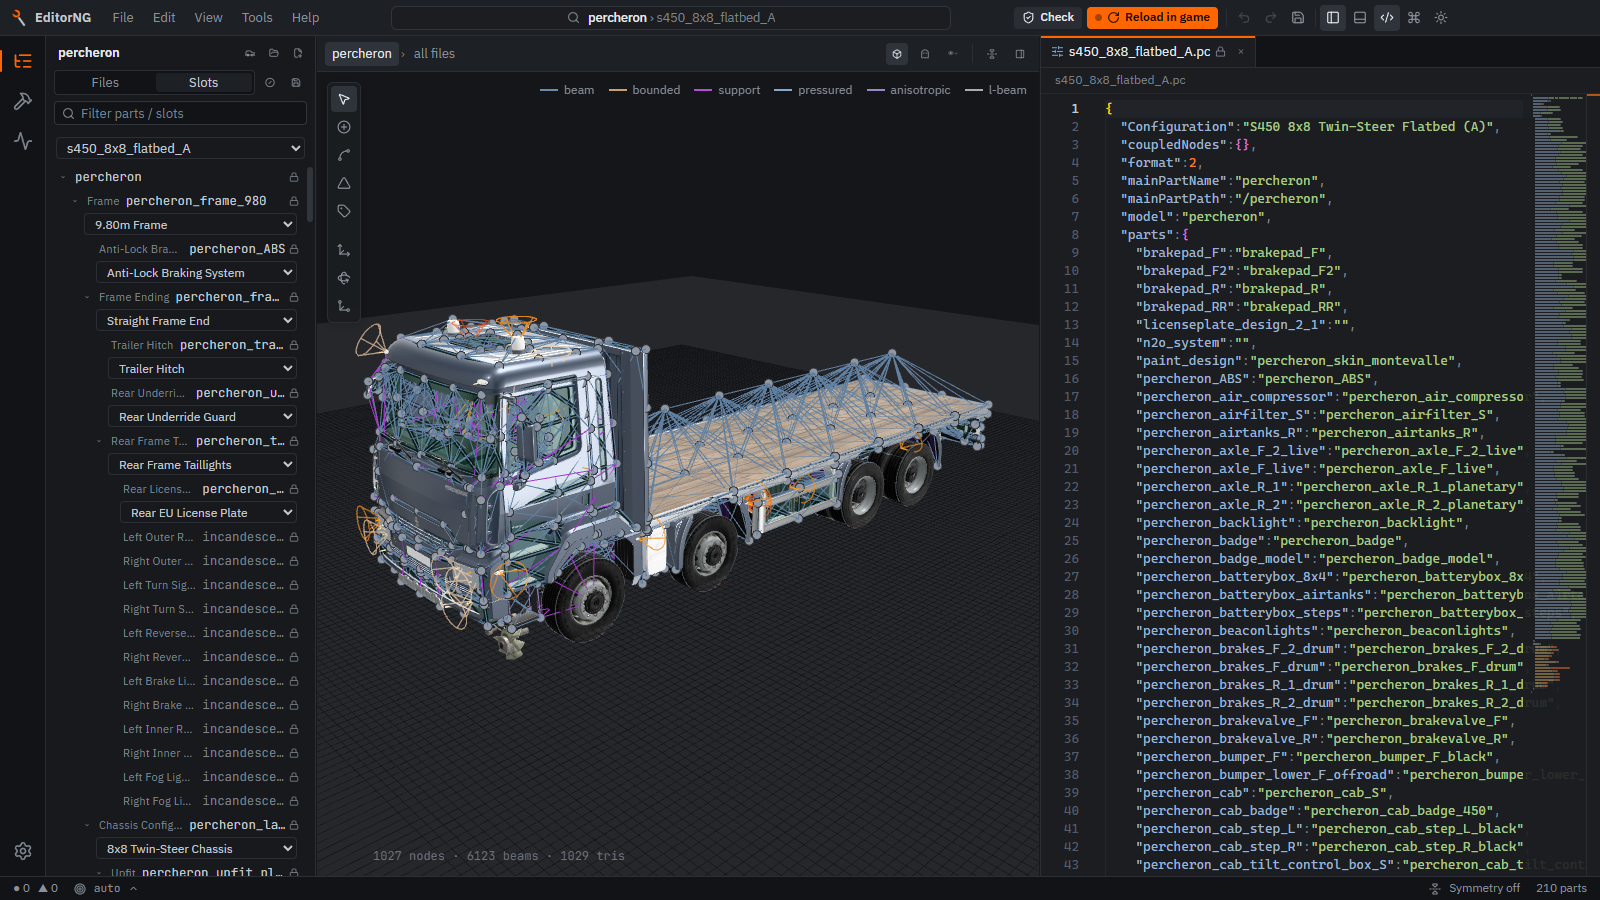 EditorNG File Edit View Tools Help percheron › s450_8x8_flatbed_A Check Reload in game
percheron
Files Slots
Filter parts / slots
s450_8x8_flatbed_A
percheron
Frame percheron_frame_980
9.80m Frame
Anti-Lock Bra... percheron_ABS
Anti-Lock Braking System
Frame Ending percheron_fra...
Straight Frame End
Trailer Hitch percheron_tra...
Trailer Hitch
Rear Underri... percheron_u...
Rear Underride Guard
Rear Frame T... percheron_t...
Rear Frame Taillights
Rear Licens... percheron_...
Rear EU License Plate
Left Outer R... incandesce...
Right Outer ... incandesce...
Left Turn Sig... incandesce...
Right Turn S... incandesce...
Left Reverse... incandesce...
Right Rever... incandesce...
Left Brake Li... incandesce...
Right Brake ... incandesce...
Left Inner R... incandesce...
Right Inner ... incandesce...
Left Fog Lig... incandesce...
Right Fog Li... incandesce...
Chassis Config... percheron_la...
8x8 Twin-Steer Chassis
Upfit percheron_upfit_pl...
percheron › all files
beam bounded support pressured anisotropic l-beam
1027 nodes · 6123 beams · 1029 tris
s450_8x8_flatbed_A.pc ×
s450_8x8_flatbed_A.pc
1 {
2 "Configuration":"S450 8x8 Twin-Steer Flatbed (A)",
3 "coupledNodes":{},
4 "format":2,
5 "mainPartName":"percheron",
6 "mainPartPath":"/percheron",
7 "model":"percheron",
8 "parts":{
9 "brakepad_F":"brakepad_F",
10 "brakepad_F2":"brakepad_F2",
11 "brakepad_R":"brakepad_R",
12 "brakepad_RR":"brakepad_RR",
13 "licenseplate_design_2_1":"",
14 "n2o_system":"",
15 "paint_design":"percheron_skin_montevalle",
16 "percheron_ABS":"percheron_ABS",
17 "percheron_air_compressor":"percheron_air_compresso
18 "percheron_airfilter_S":"percheron_airfilter_S",
19 "percheron_airtanks_R":"percheron_airtanks_R",
20 "percheron_axle_F_2_live":"percheron_axle_F_2_live"
21 "percheron_axle_F_live":"percheron_axle_F_live",
22 "percheron_axle_R_1":"percheron_axle_R_1_planetary"
23 "percheron_axle_R_2":"percheron_axle_R_2_planetary"
24 "percheron_backlight":"percheron_backlight",
25 "percheron_badge":"percheron_badge",
26 "percheron_badge_model":"percheron_badge_model",
27 "percheron_batterybox_8x4":"percheron_batterybox_8x
28 "percheron_batterybox_airtanks":"percheron_batteryb
29 "percheron_batterybox_steps":"percheron_batterybox_
30 "percheron_beaconlights":"percheron_beaconlights",
31 "percheron_brakes_F_2_drum":"percheron_brakes_F_2_d
32 "percheron_brakes_F_drum":"percheron_brakes_F_drum"
33 "percheron_brakes_R_1_drum":"percheron_brakes_R_1_d
34 "percheron_brakes_R_2_drum":"percheron_brakes_R_2_drum",
35 "percheron_brakevalve_F":"percheron_brakevalve_F",
36 "percheron_brakevalve_R":"percheron_brakevalve_R",
37 "percheron_bumper_F":"percheron_bumper_F_black",
38 "percheron_bumper_lower_F_offroad":"percheron_bumper_lower_
39 "percheron_cab":"percheron_cab_S",
40 "percheron_cab_badge":"percheron_cab_badge_450",
41 "percheron_cab_step_L":"percheron_cab_step_L_black"
42 "percheron_cab_step_R":"percheron_cab_step_R_black"
43 "percheron_cab_tilt_control_box_S":"percheron_cab_tilt_cont
0 0 auto Symmetry off 210 parts